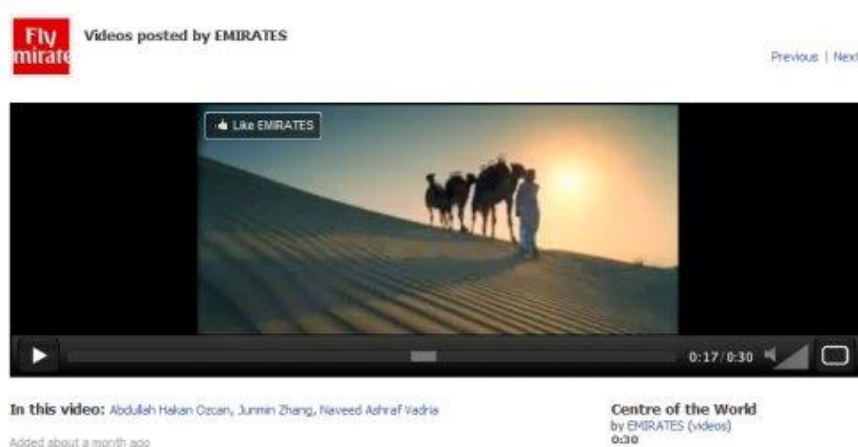 Fly
mirate
Videos posted by EMIRATES
Previous | Next
Like EMIRATES
0:17/0:30
In this video: Abdullah Hakan Ozcan, Junmin Zhang, Naveed Ashraf Vadria
Added about a month ago
Centre of the World
by EMIRATES (videos)
0:30